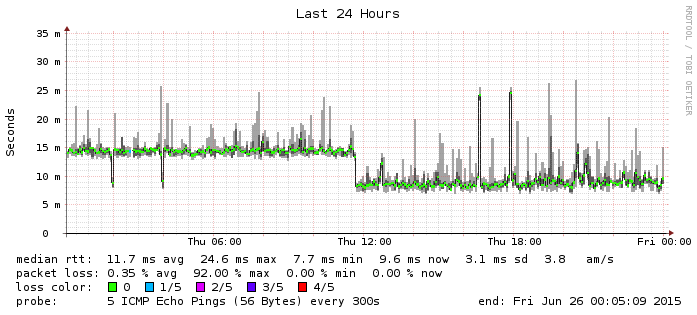 Last 24 Hours
RRDTOOL / TOBI OETIKER
Seconds
35 m
30 m
25 m
20 m
15 m
10 m
5 m
0
Thu 06:00 Thu 12:00 Thu 18:00 Fri 00:00
median rtt: 11.7 ms avg 24.6 ms max 7.7 ms min 9.6 ms now 3.1 ms sd 3.8 am/s
packet loss: 0.35 % avg 92.00 % max 0.00 % min 0.00 % now
loss color: 0 1/5 2/5 3/5 4/5
probe: 5 ICMP Echo Pings (56 Bytes) every 300s end: Fri Jun 26 00:05:09 2015